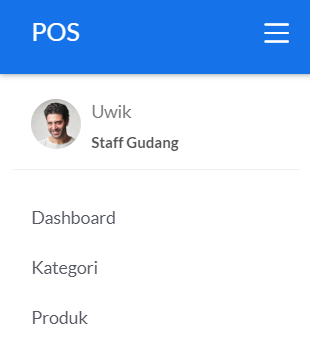 POS
Uwik
Staff Gudang
Dashboard
Kategori
Produk